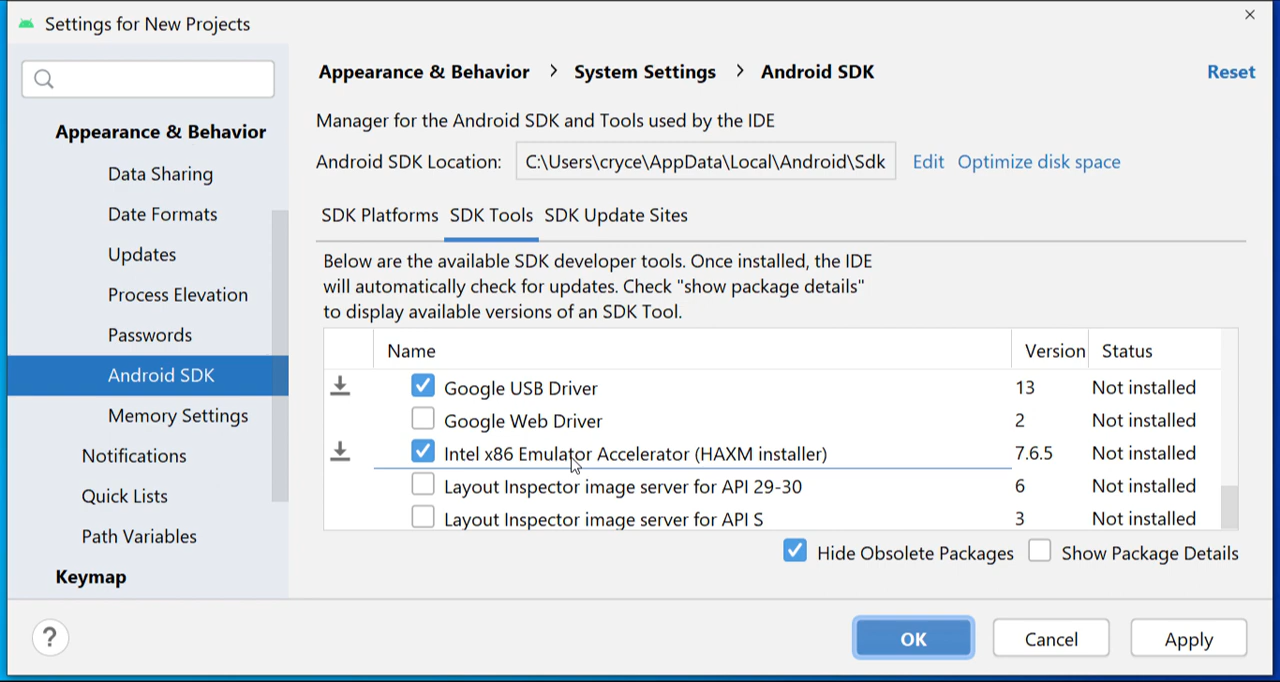 Settings for New Projects
Appearance & Behavior
Data Sharing
Date Formats
Updates
Process Elevation
Passwords
Android SDK
Memory Settings
Notifications
Quick Lists
Path Variables
Keymap
Appearance & Behavior > System Settings > Android SDK Reset
Manager for the Android SDK and Tools used by the IDE
Android SDK Location: C:\Users\cryce\AppData\Local\Android\Sdk Edit Optimize disk space
SDK Platforms SDK Tools SDK Update Sites
Below are the available SDK developer tools. Once installed, the IDE
will automatically check for updates. Check "show package details"
to display available versions of an SDK Tool.
Name Version Status
Google USB Driver 13 Not installed
Google Web Driver 2 Not installed
Intel x86 Emulator Accelerator (HAXM installer) 7.6.5 Not installed
Layout Inspector image server for API 29-30 6 Not installed
Layout Inspector image server for API S 3 Not installed
Hide Obsolete Packages Show Package Details
? OK Cancel Apply